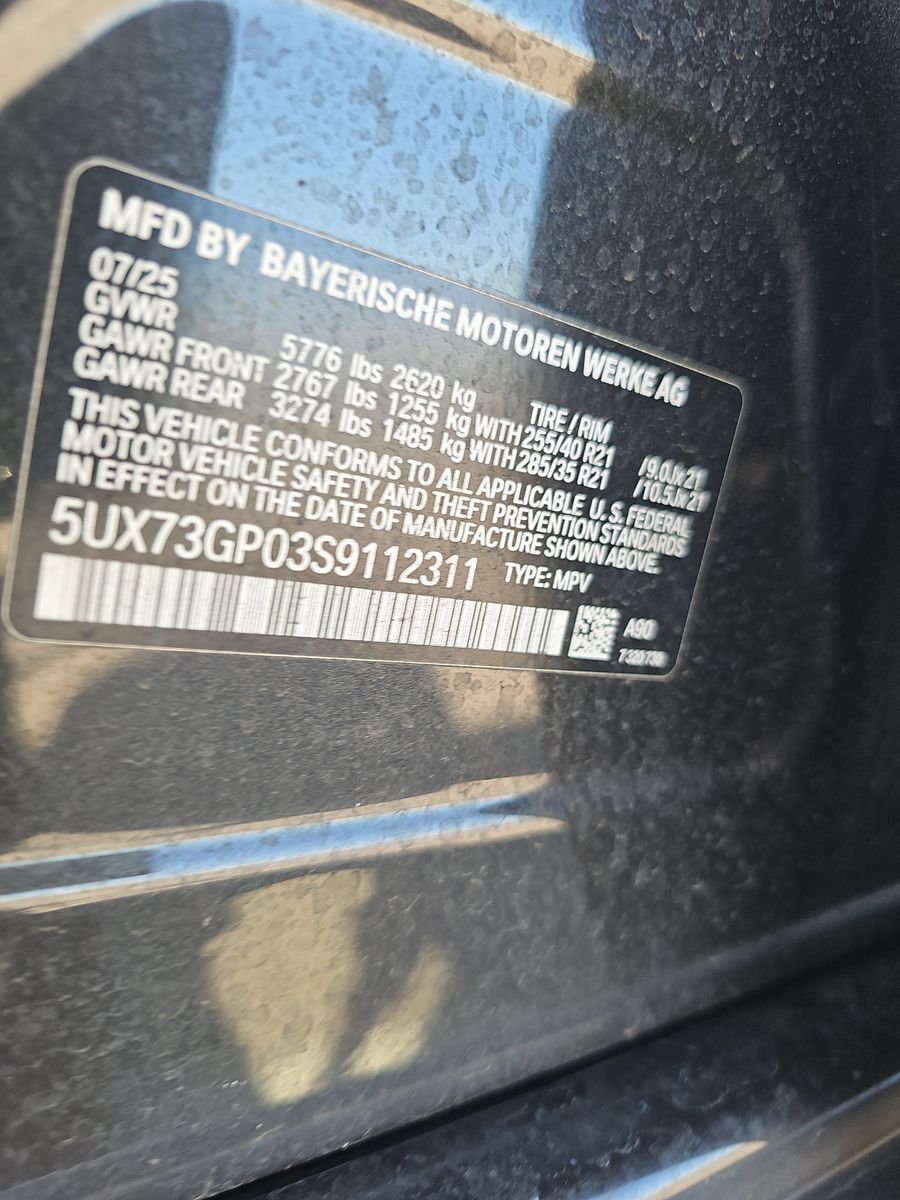 MFD BY BAYERISCHE MOTOREN WERKE AG
07/25
GVWR 5776 lbs 2620 kg TIRE / RIM
GAWR FRONT 2767 lbs 1255 kg WITH 255/40 R21 /9.0Jx21
GAWR REAR 3274 lbs 1485 kg WITH 285/35 R21 /10.5Jx21
THIS VEHICLE CONFORMS TO ALL APPLICABLE U.S. FEDERAL
MOTOR VEHICLE SAFETY AND THEFT PREVENTION STANDARDS
IN EFFECT ON THE DATE OF MANUFACTURE SHOWN ABOVE.
5UX73GP03S9112311 TYPE: MPV
A90